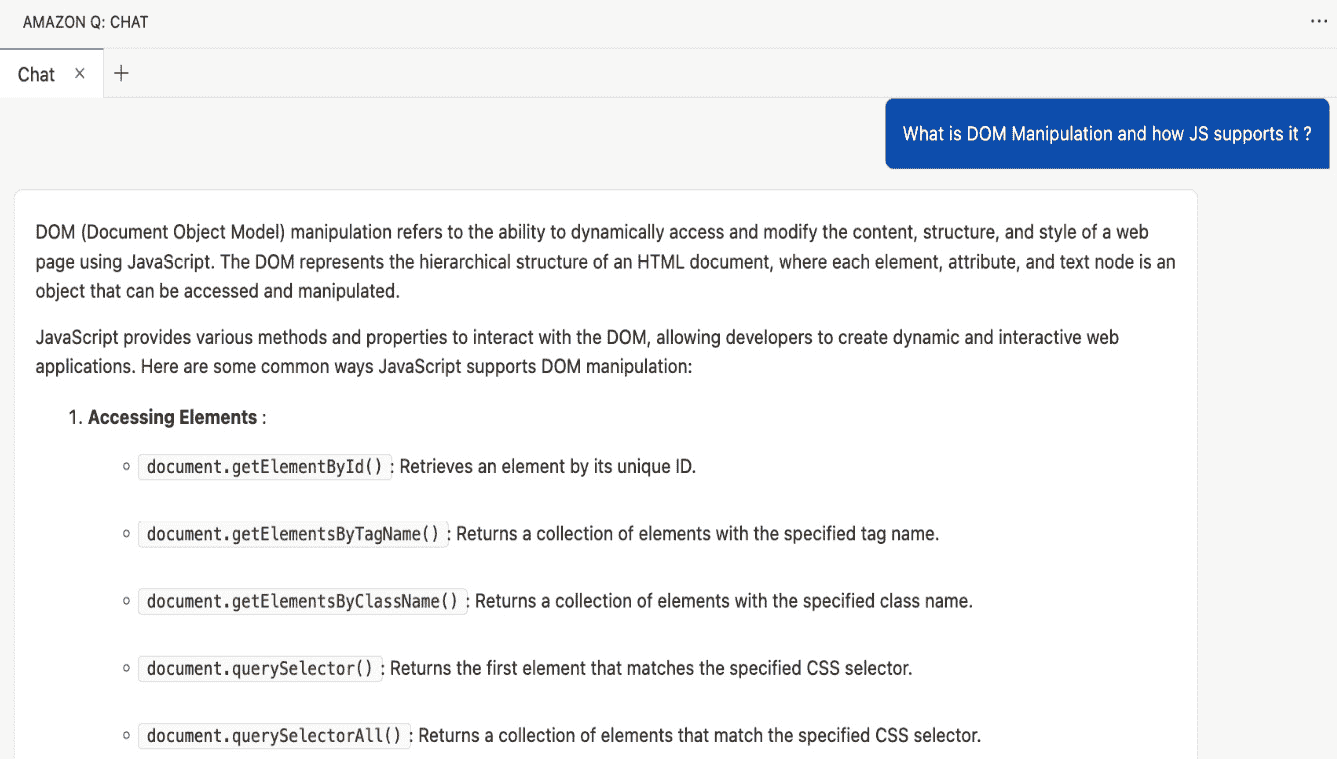 AMAZON Q: CHAT
Chat
What is DOM Manipulation and how JS supports it ?
DOM (Document Object Model) manipulation refers to the ability to dynamically access and modify the content, structure, and style of a web
page using JavaScript. The DOM represents the hierarchical structure of an HTML document, where each element, attribute, and text node is an
object that can be accessed and manipulated.
JavaScript provides various methods and properties to interact with the DOM, allowing developers to create dynamic and interactive web
applications. Here are some common ways JavaScript supports DOM manipulation:
1. Accessing Elements :
document.getElementById() : Retrieves an element by its unique ID.
document.getElementsByTagName() : Returns a collection of elements with the specified tag name.
document.getElementsByClassName() : Returns a collection of elements with the specified class name.
document.querySelector() : Returns the first element that matches the specified CSS selector.
document.querySelectorAll() : Returns a collection of elements that match the specified CSS selector.